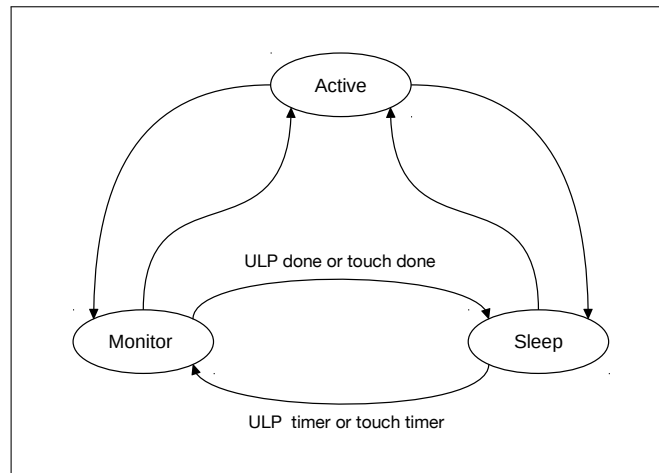 Active
ULP done or touch done
Monitor
Sleep
ULP timer or touch timer